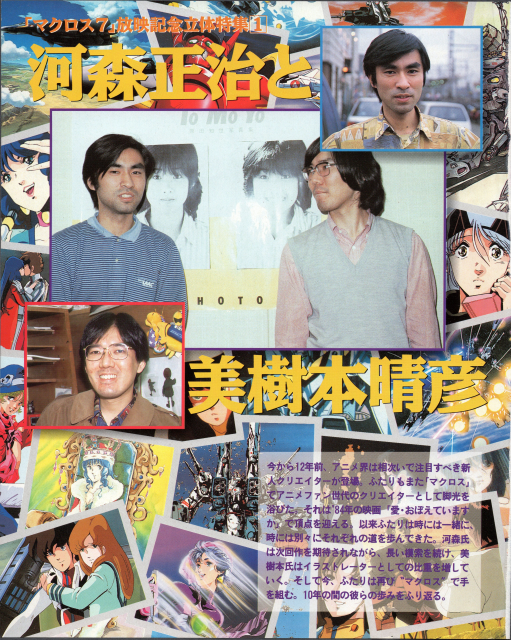 「マクロス7」放映記念立体特集1
河森正治と
To Mo Yo
PHOTO
美樹本晴彦
今から12年前、アニメ界は相次いで注目すべき新
人クリエイターが登場。ふたりもまた「マクロス」
でアニメファン世代のクリエイターとして脚光を
浴びた。それは'84年の映画「愛・おぼえています
か」で頂点を迎える。以来ふたりは時には一緒に、
時には別々にそれぞれの道を歩んできた。河森氏
は次回作を期待されながら、長い模索を続け、美
樹本氏はイラストレーターとしての比重を増して
いく。そして今、ふたりは再び“マクロス”で手
を組む。10年の間の彼らの歩みをふり返る。